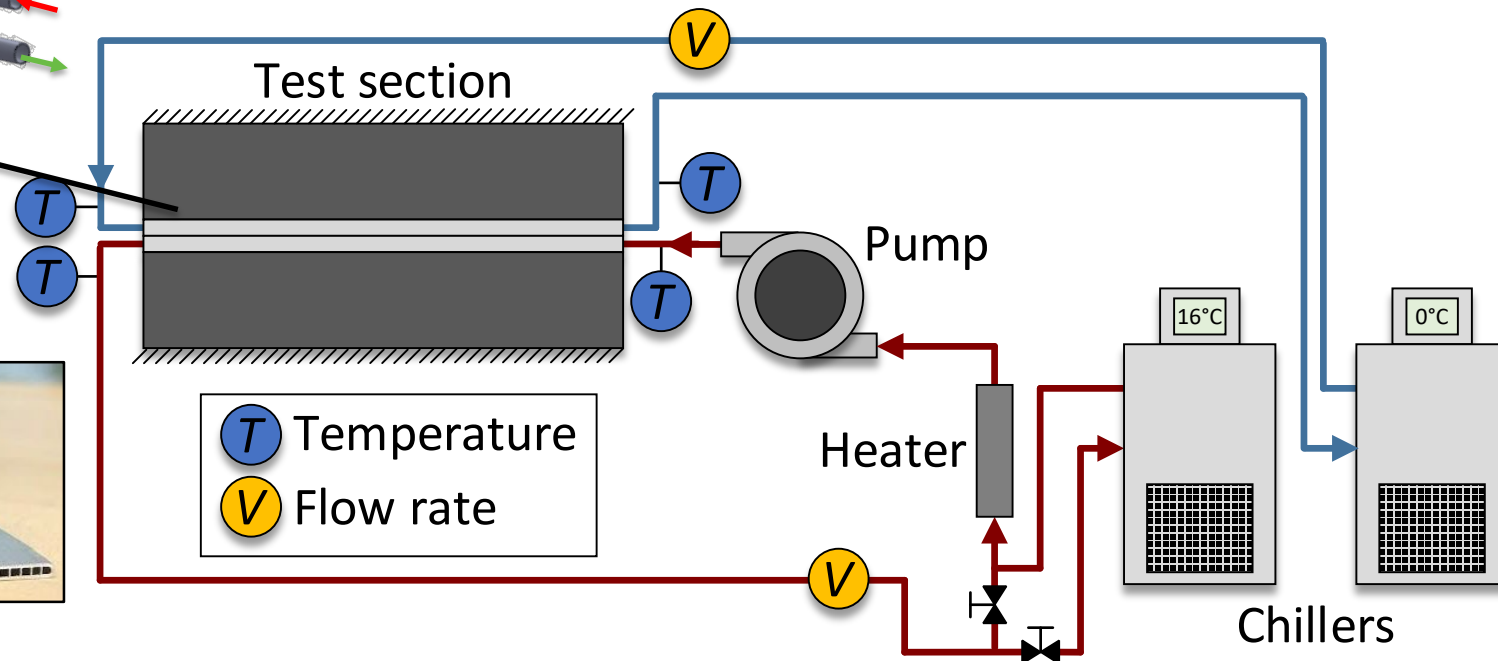 V
Test section
T
T
Pump
T
T
16°C
0°C
T Temperature
Heater
V Flow rate
V
Chillers